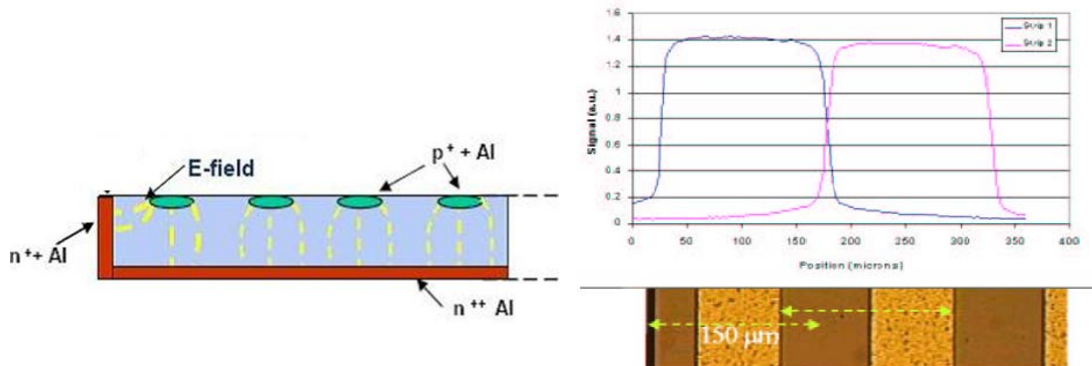 E-field
p+ + Al
n+ + Al
n++ Al
Strip 1
Strip 2
1.6
1.4
1.2
1
0.8
0.6
0.4
0.2
0
Signal (a.u.)
0
50
100
150
200
250
300
350
400
Position (microns)
150 μm